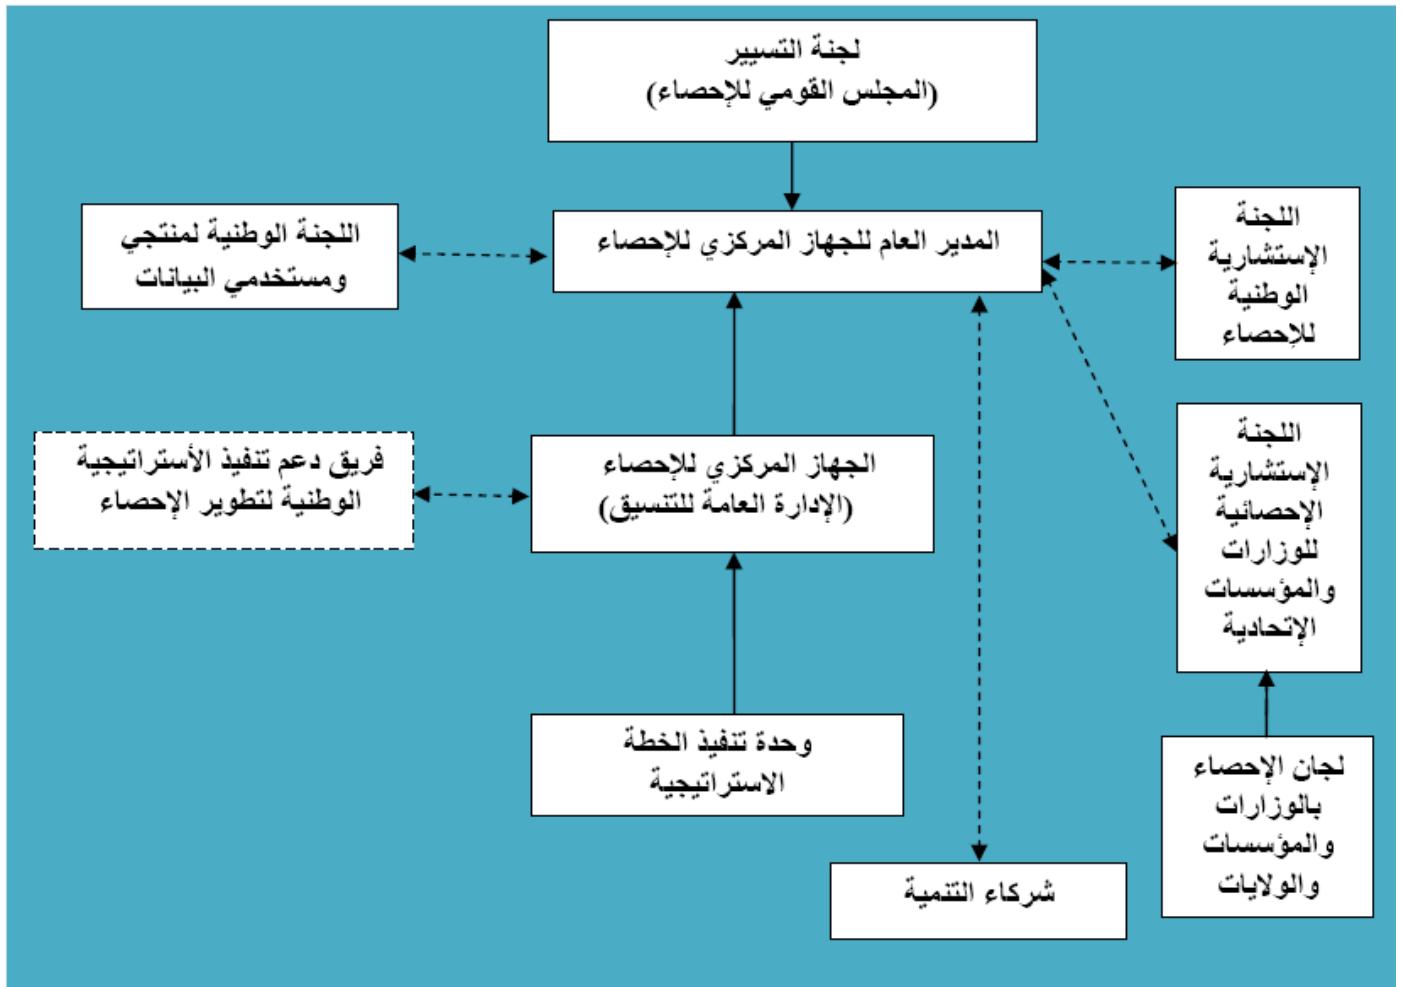 لجنة التسيير
(المجلس القومي للإحصاء)
المدير العام للجهاز المركزي للإحصاء
اللجنة
الإستشارية
الوطنية
للإحصاء
اللجنة الوطنية لمنتجي
ومستخدمي البيانات
اللجنة
الإستشارية
الإحصائية
للوزارات
والمؤسسات
الإتحادية
الجهاز المركزي للإحصاء
(الإدارة العامة للتنسيق)
فريق دعم تنفيذ الأستراتيجية
الوطنية لتطوير الإحصاء
وحدة تنفيذ الخطة
الاستراتيجية
لجان الإحصاء
بالوزارات
والمؤسسات
والولايات
شركاء التنمية